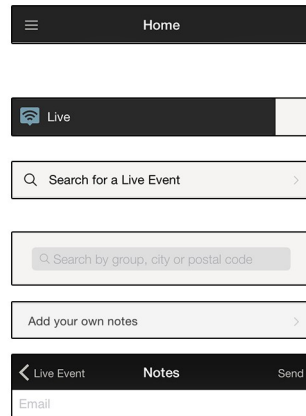 Home
Live
Search for a Live Event
Search by group, city or postal code
Add your own notes
Live Event Notes Send
Email